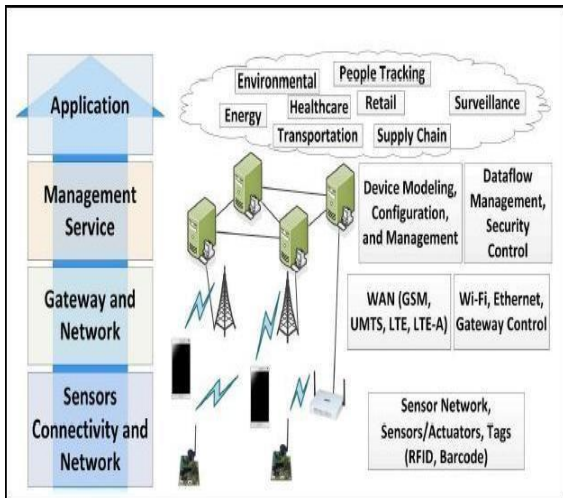 Application
Environmental
People Tracking
Energy
Healthcare
Retail
Surveillance
Transportation
Supply Chain
Management
Service
Device Modeling,
Configuration,
and Management
Dataflow
Management,
Security
Control
Gateway and
Network
WAN (GSM,
UMTS, LTE, LTE-A)
Wi-Fi, Ethernet,
Gateway Control
Sensors
Connectivity and
Network
Sensor Network,
Sensors/Actuators, Tags
(RFID, Barcode)